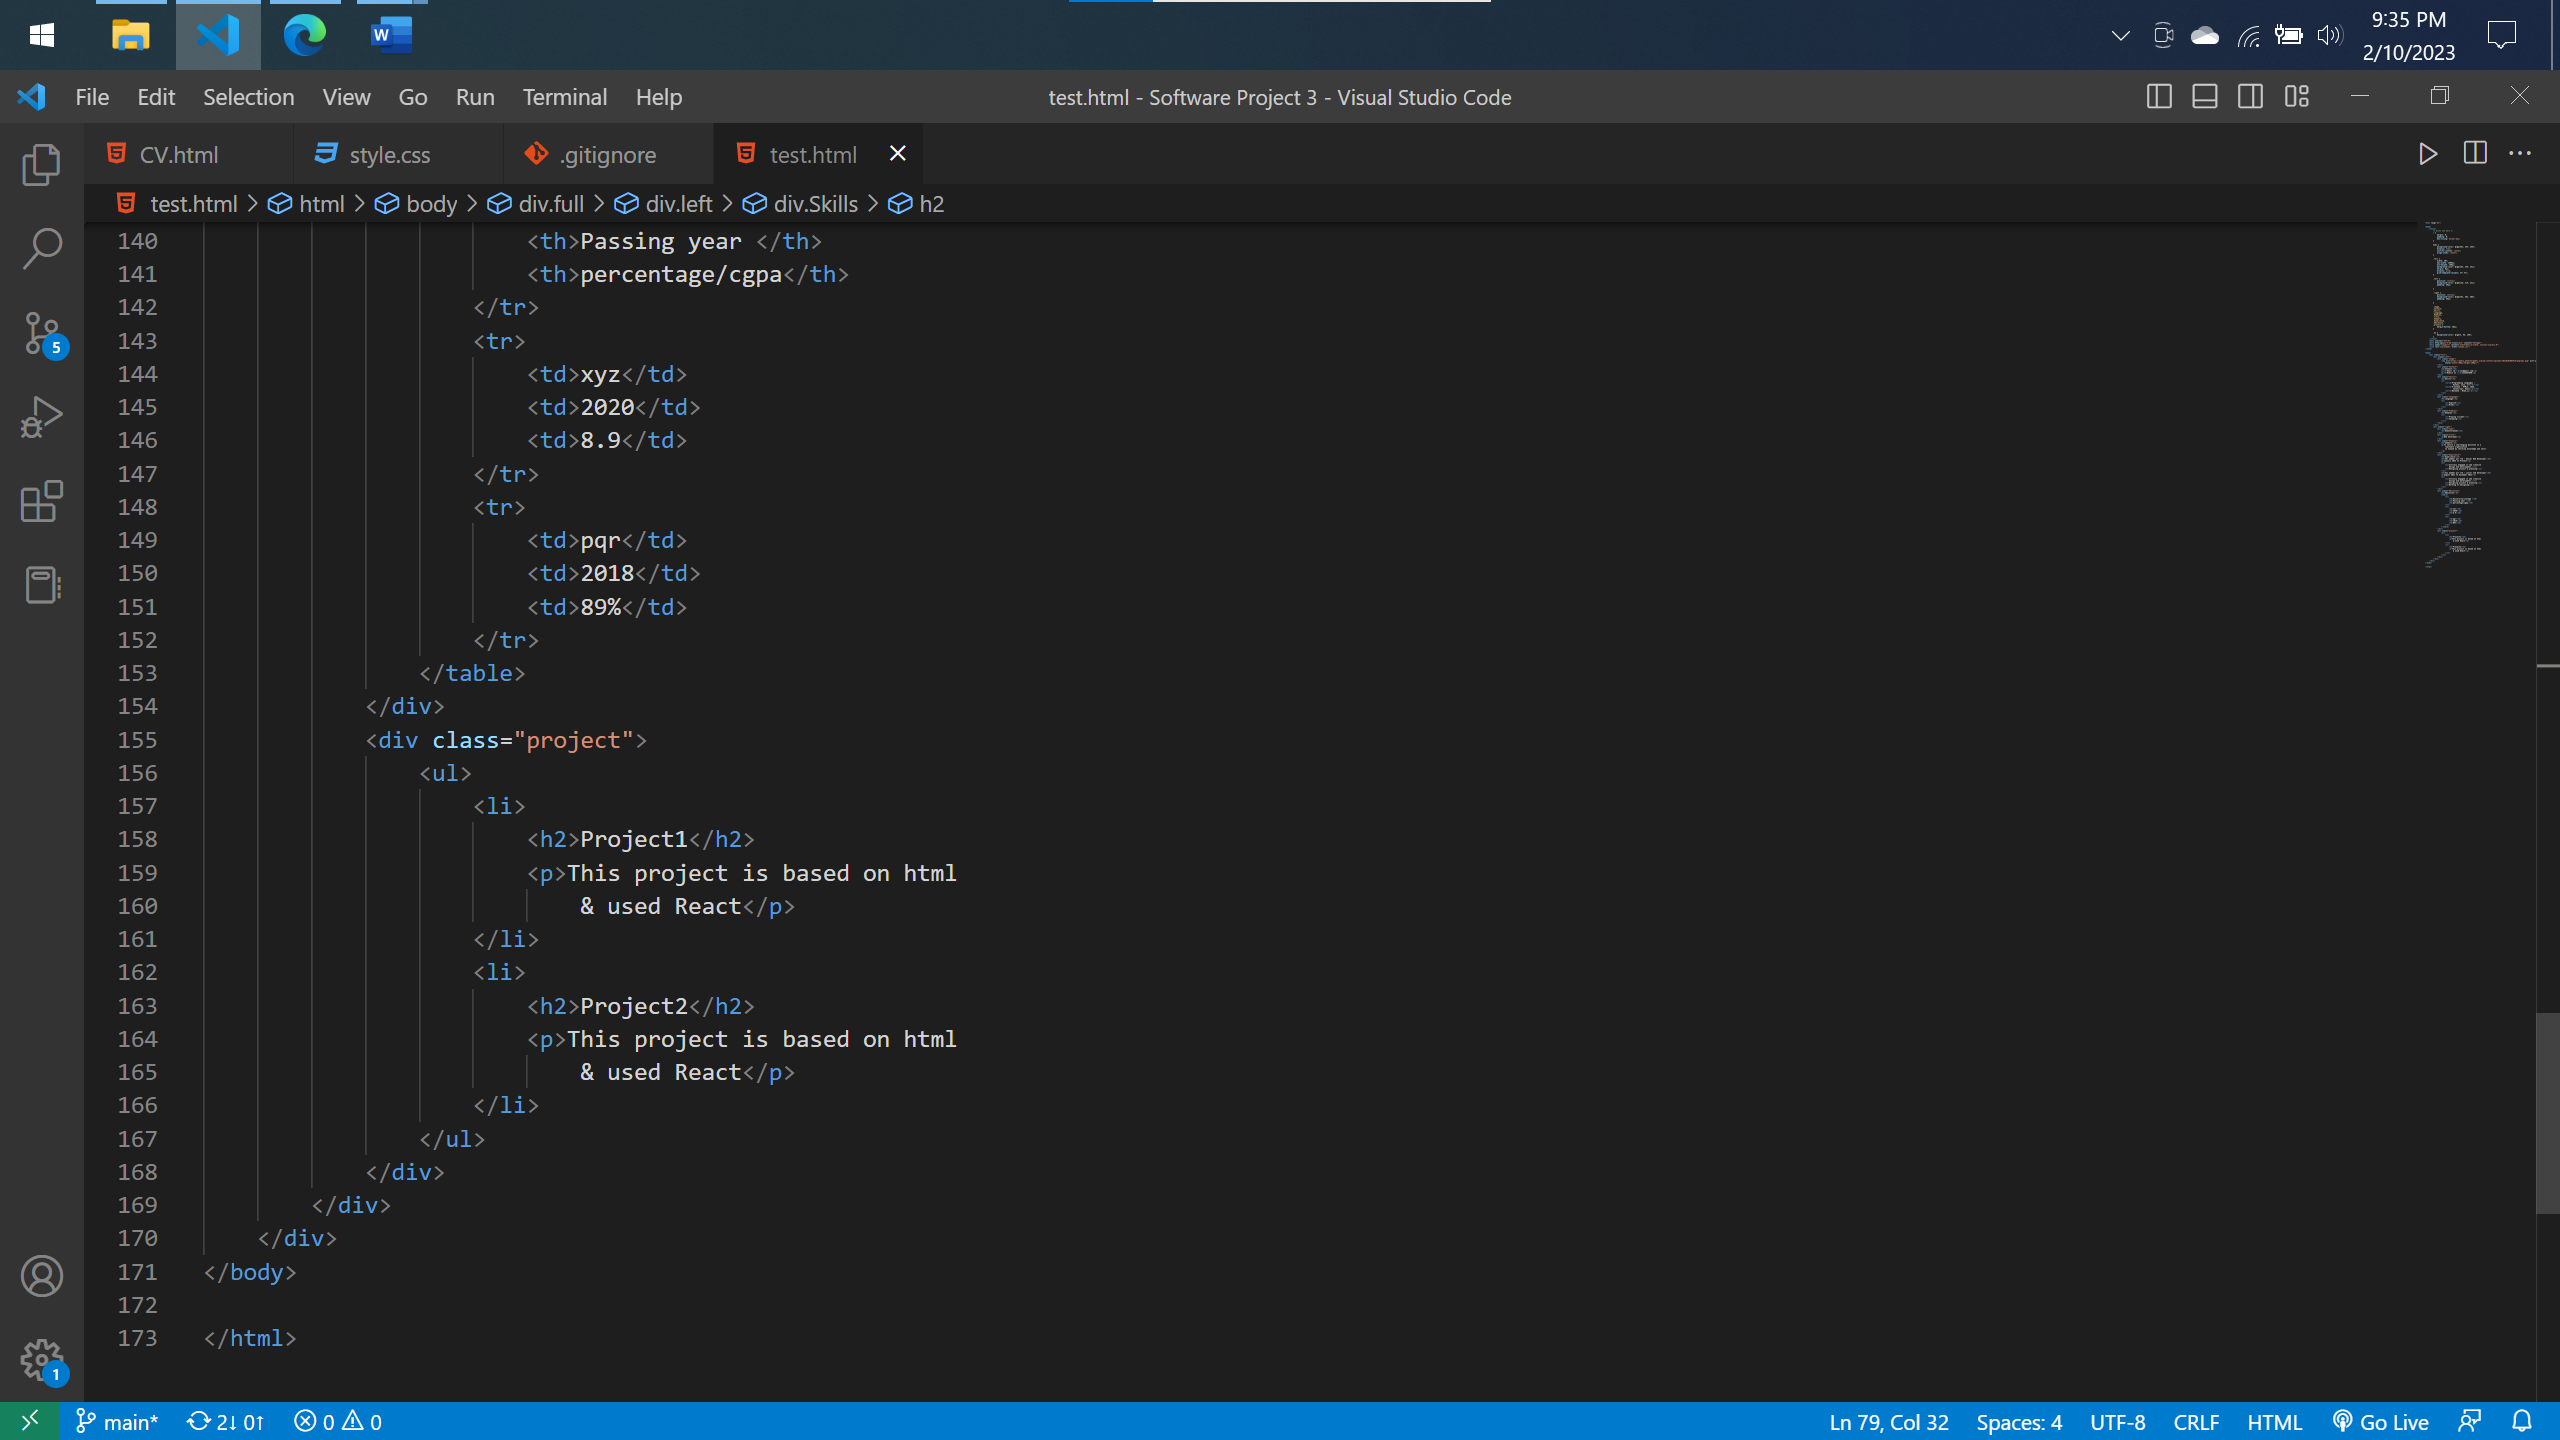 9:35 PM
2/10/2023
File Edit Selection View Go Run Terminal Help
test.html - Software Project 3 - Visual Studio Code
CV.html style.css .gitignore test.html
test.html > html > body > div.full > div.left > div.Skills > h2
140 <th>Passing year </th>
141 <th>percentage/cgpa</th>
142 </tr>
143 <tr>
144 <td>xyz</td>
145 <td>2020</td>
146 <td>8.9</td>
147 </tr>
148 <tr>
149 <td>pqr</td>
150 <td>2018</td>
151 <td>89%</td>
152 </tr>
153 </table>
154 </div>
155 <div class="project">
156 <ul>
157 <li>
158 <h2>Project1</h2>
159 <p>This project is based on html
160 & used React</p>
161 </li>
162 <li>
163 <h2>Project2</h2>
164 <p>This project is based on html
165 & used React</p>
166 </li>
167 </ul>
168 </div>
169 </div>
170 </div>
171 </body>
172
173 </html>
5
1
main* 2↓ 0↑ 0 0 Ln 79, Col 32 Spaces: 4 UTF-8 CRLF HTML Go Live